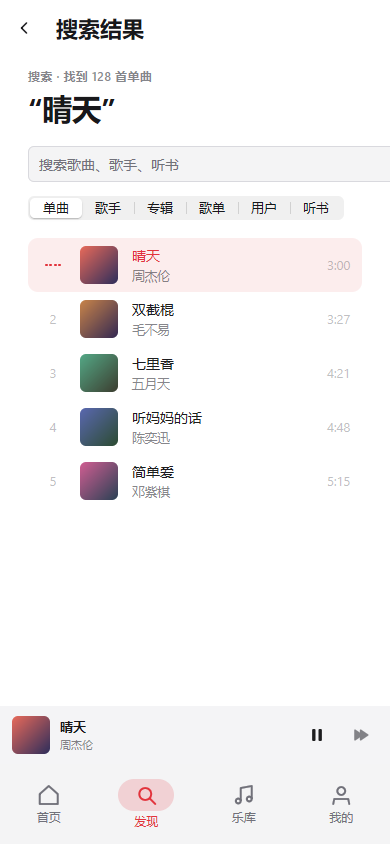 搜索结果
搜索 · 找到 128 首单曲
“晴天”
搜索歌曲、歌手、听书
单曲 歌手 专辑 歌单 用户 听书
晴天
周杰伦
3:00
2
双截棍
毛不易
3:27
3
七里香
五月天
4:21
4
听妈妈的话
陈奕迅
4:48
5
简单爱
邓紫棋
5:15
晴天
周杰伦
首页 发现 乐库 我的